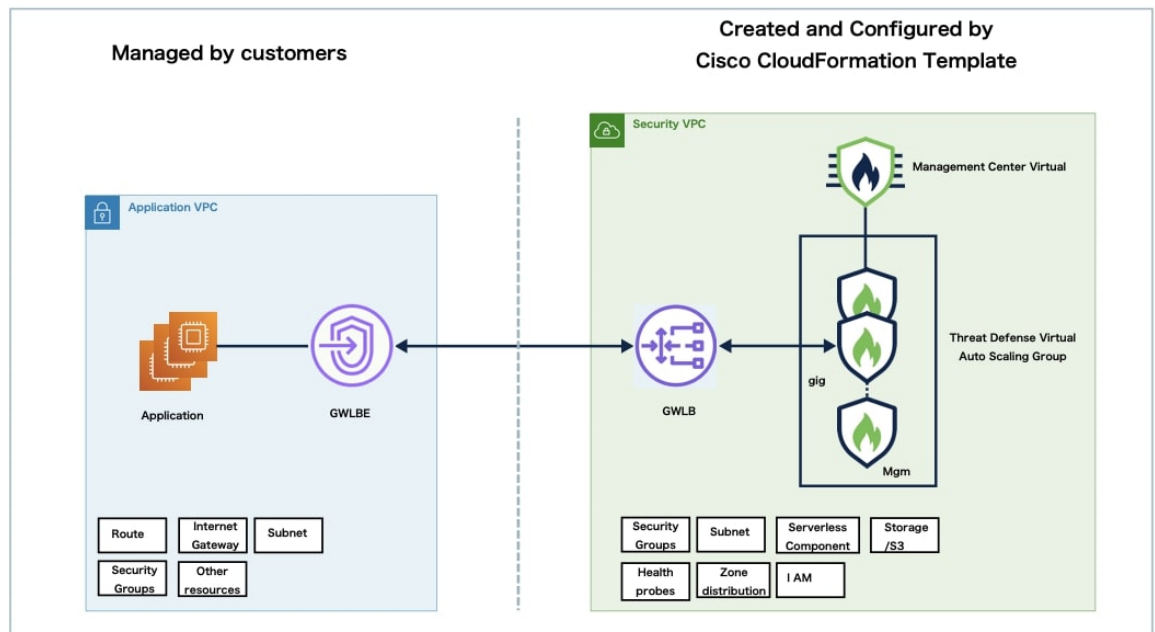 Managed by customers
Created and Configured by
Cisco CloudFormation Template
Application VPC
Application
GWLBE
Route
Internet
Gateway
Subnet
Security
Groups
Other
resources
Security VPC
Management Center Virtual
Threat Defense Virtual
Auto Scaling Group
gig
GWLB
Mgm
Security
Groups
Subnet
Serverless
Component
Storage
/S3
Health
probes
Zone
distribution
I AM